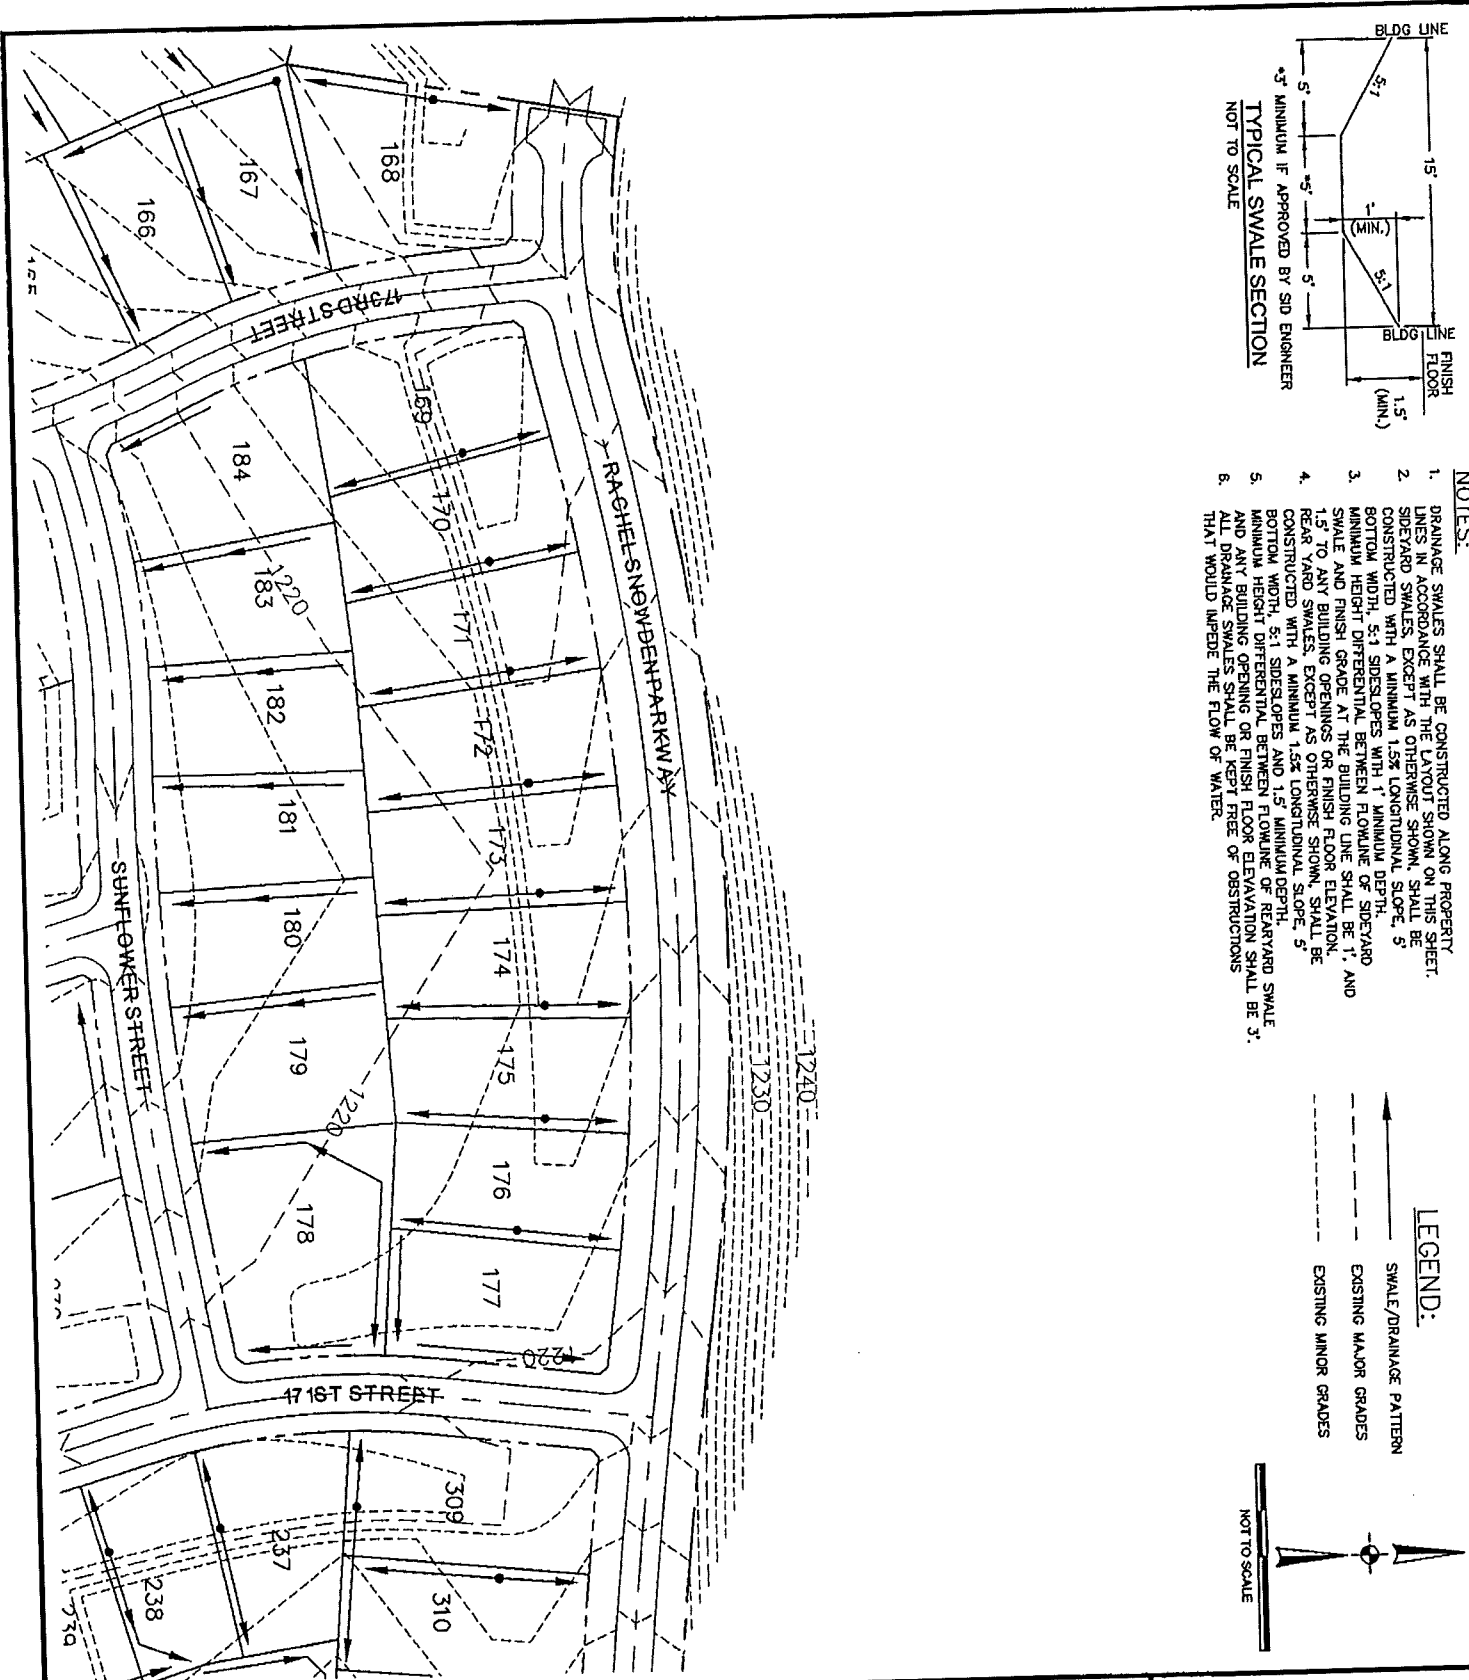 BLDG LINE
5:1
15'
5'
*5'
5'
1'
(MIN.)
5:1
BLDG LINE
FINISH
FLOOR
1.5'
(MIN.)
*3' MINIMUM IF APPROVED BY SID ENGINEER
TYPICAL SWALE SECTION
NOT TO SCALE
NOTES:
1. DRAINAGE SWALES SHALL BE CONSTRUCTED ALONG PROPERTY
LINES IN ACCORDANCE WITH THE LAYOUT SHOWN ON THIS SHEET.
2. SIDEYARD SWALES, EXCEPT AS OTHERWISE SHOWN, SHALL BE
CONSTRUCTED WITH A MINIMUM 1.5% LONGITUDINAL SLOPE, 5'
BOTTOM WIDTH, 5:1 SIDESLOPES WITH 1' MINIMUM DEPTH.
3. MINIMUM HEIGHT DIFFERENTIAL BETWEEN FLOWLINE OF SIDEYARD
SWALE AND FINISH GRADE AT THE BUILDING LINE SHALL BE 1', AND
1.5' TO ANY BUILDING OPENINGS OR FINISH FLOOR ELEVATION.
4. REAR YARD SWALES, EXCEPT AS OTHERWISE SHOWN, SHALL BE
CONSTRUCTED WITH A MINIMUM 1.5% LONGITUDINAL SLOPE, 5'
BOTTOM WIDTH, 5:1 SIDESLOPES AND 1.5' MINIMUM DEPTH.
5. MINIMUM HEIGHT DIFFERENTIAL BETWEEN FLOWLINE OF REARYARD SWALE
AND ANY BUILDING OPENING OR FINISH FLOOR ELEVATION SHALL BE 3'.
6. ALL DRAINAGE SWALES SHALL BE KEPT FREE OF OBSTRUCTIONS
THAT WOULD IMPEDE THE FLOW OF WATER.
LEGEND:
SWALE/DRAINAGE PATTERN
EXISTING MAJOR GRADES
EXISTING MINOR GRADES
NOT TO SCALE
1240
1230
RACHEL SNOWDEN PARKWAY
168
167
166
173RD STREET
169
170
171
172
173
174
175
176
177
1220
184
183
1220
182
181
180
179
1220
178
SUNFLOWER STREET
171ST STREET
309
310
237
238
239